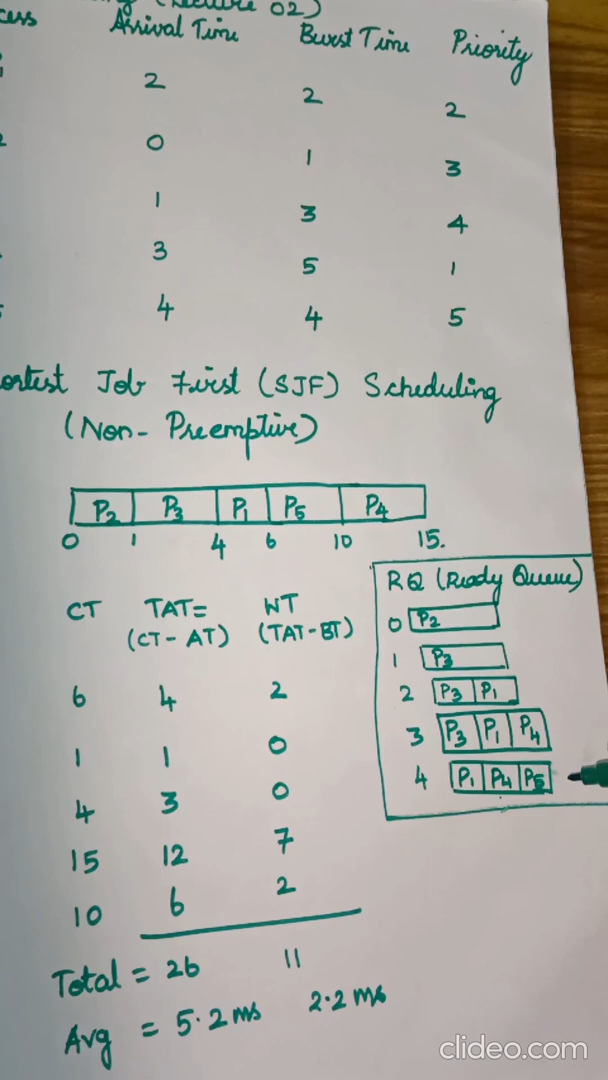 (Lecture 02)
Arrival Time Burst Time Priority
2 2 2
0 1 3
1 3 4
3 5 1
4 4 5
Job First (SJF) Scheduling
(Non-Preemptive)
P2 P3 P1 P5 P4
0 1 4 6 10 15.
CT TAT= WT
(CT-AT) (TAT-BT)
6 4 2
1 1 0
4 3 0
15 12 7
10 6 2
Total = 26 11
Avg = 5.2ms 2.2ms
RQ (Ready Queue)
0 P2
1 P3
2 P3 P1
3 P3 P1 P4
4 P1 P4 P5
clideo.com